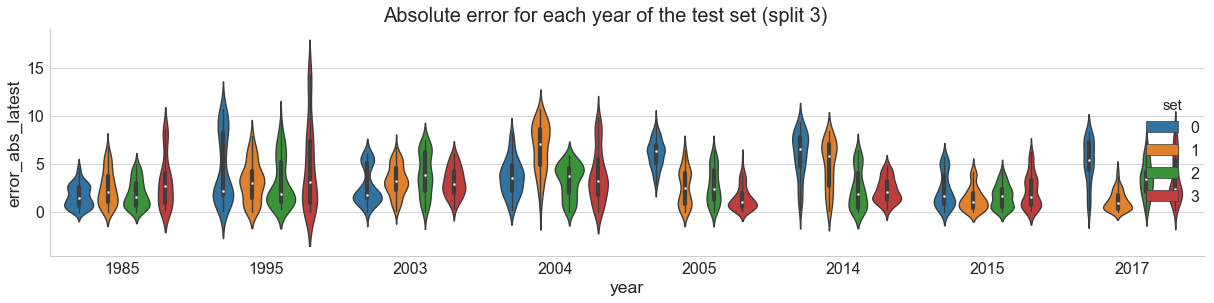 Absolute error for each year of the test set (split 3)
error_abs_latest
15
10
5
0
set
0
1
2
3
1985 1995 2003 2004 2005 2014 2015 2017
year